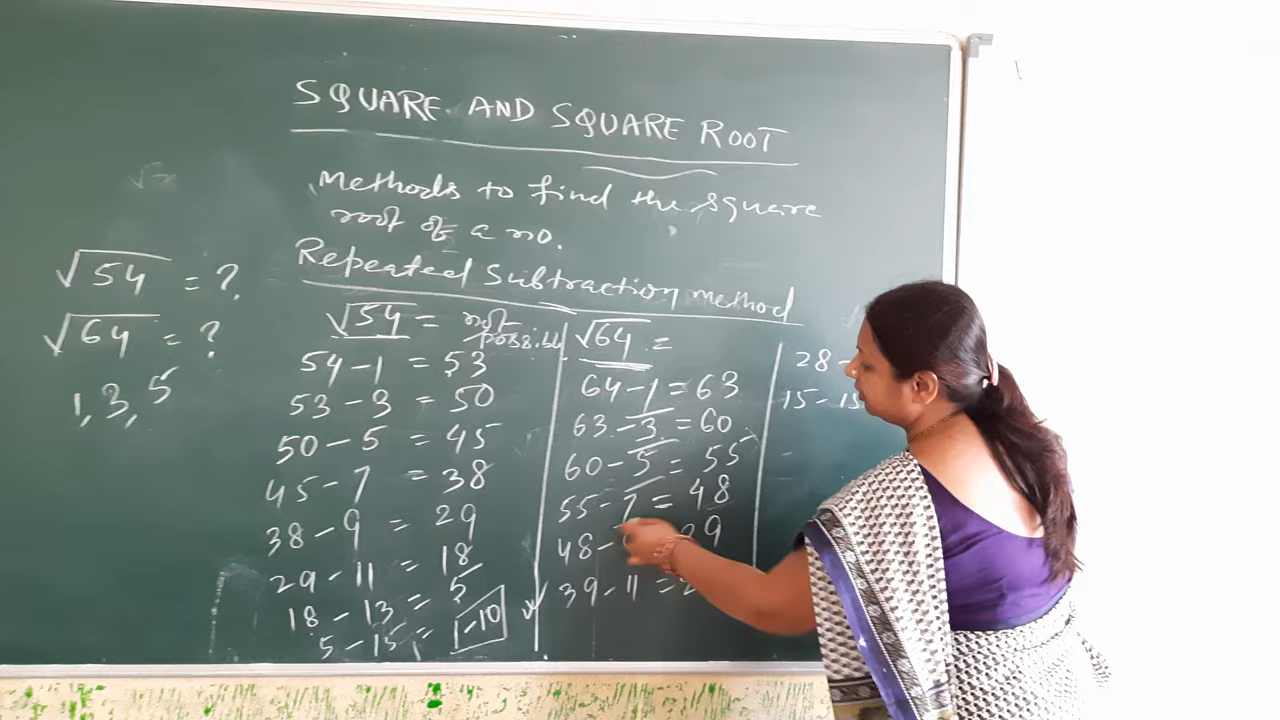 SQUARE AND SQUARE ROOT
Methods to find the square
root of a no.
Repeated Subtraction method
√54 = ?
√64 = ?
1, 3, 5
√54 = not possible
54 - 1 = 53
53 - 3 = 50
50 - 5 = 45
45 - 7 = 38
38 - 9 = 29
29 - 11 = 18
18 - 13 = 5
5 - 15 = -10
√64 =
64 - 1 = 63
63 - 3 = 60
60 - 5 = 55
55 - 7 = 48
48 - 9
39 - 11 =
28 -
15 - 15